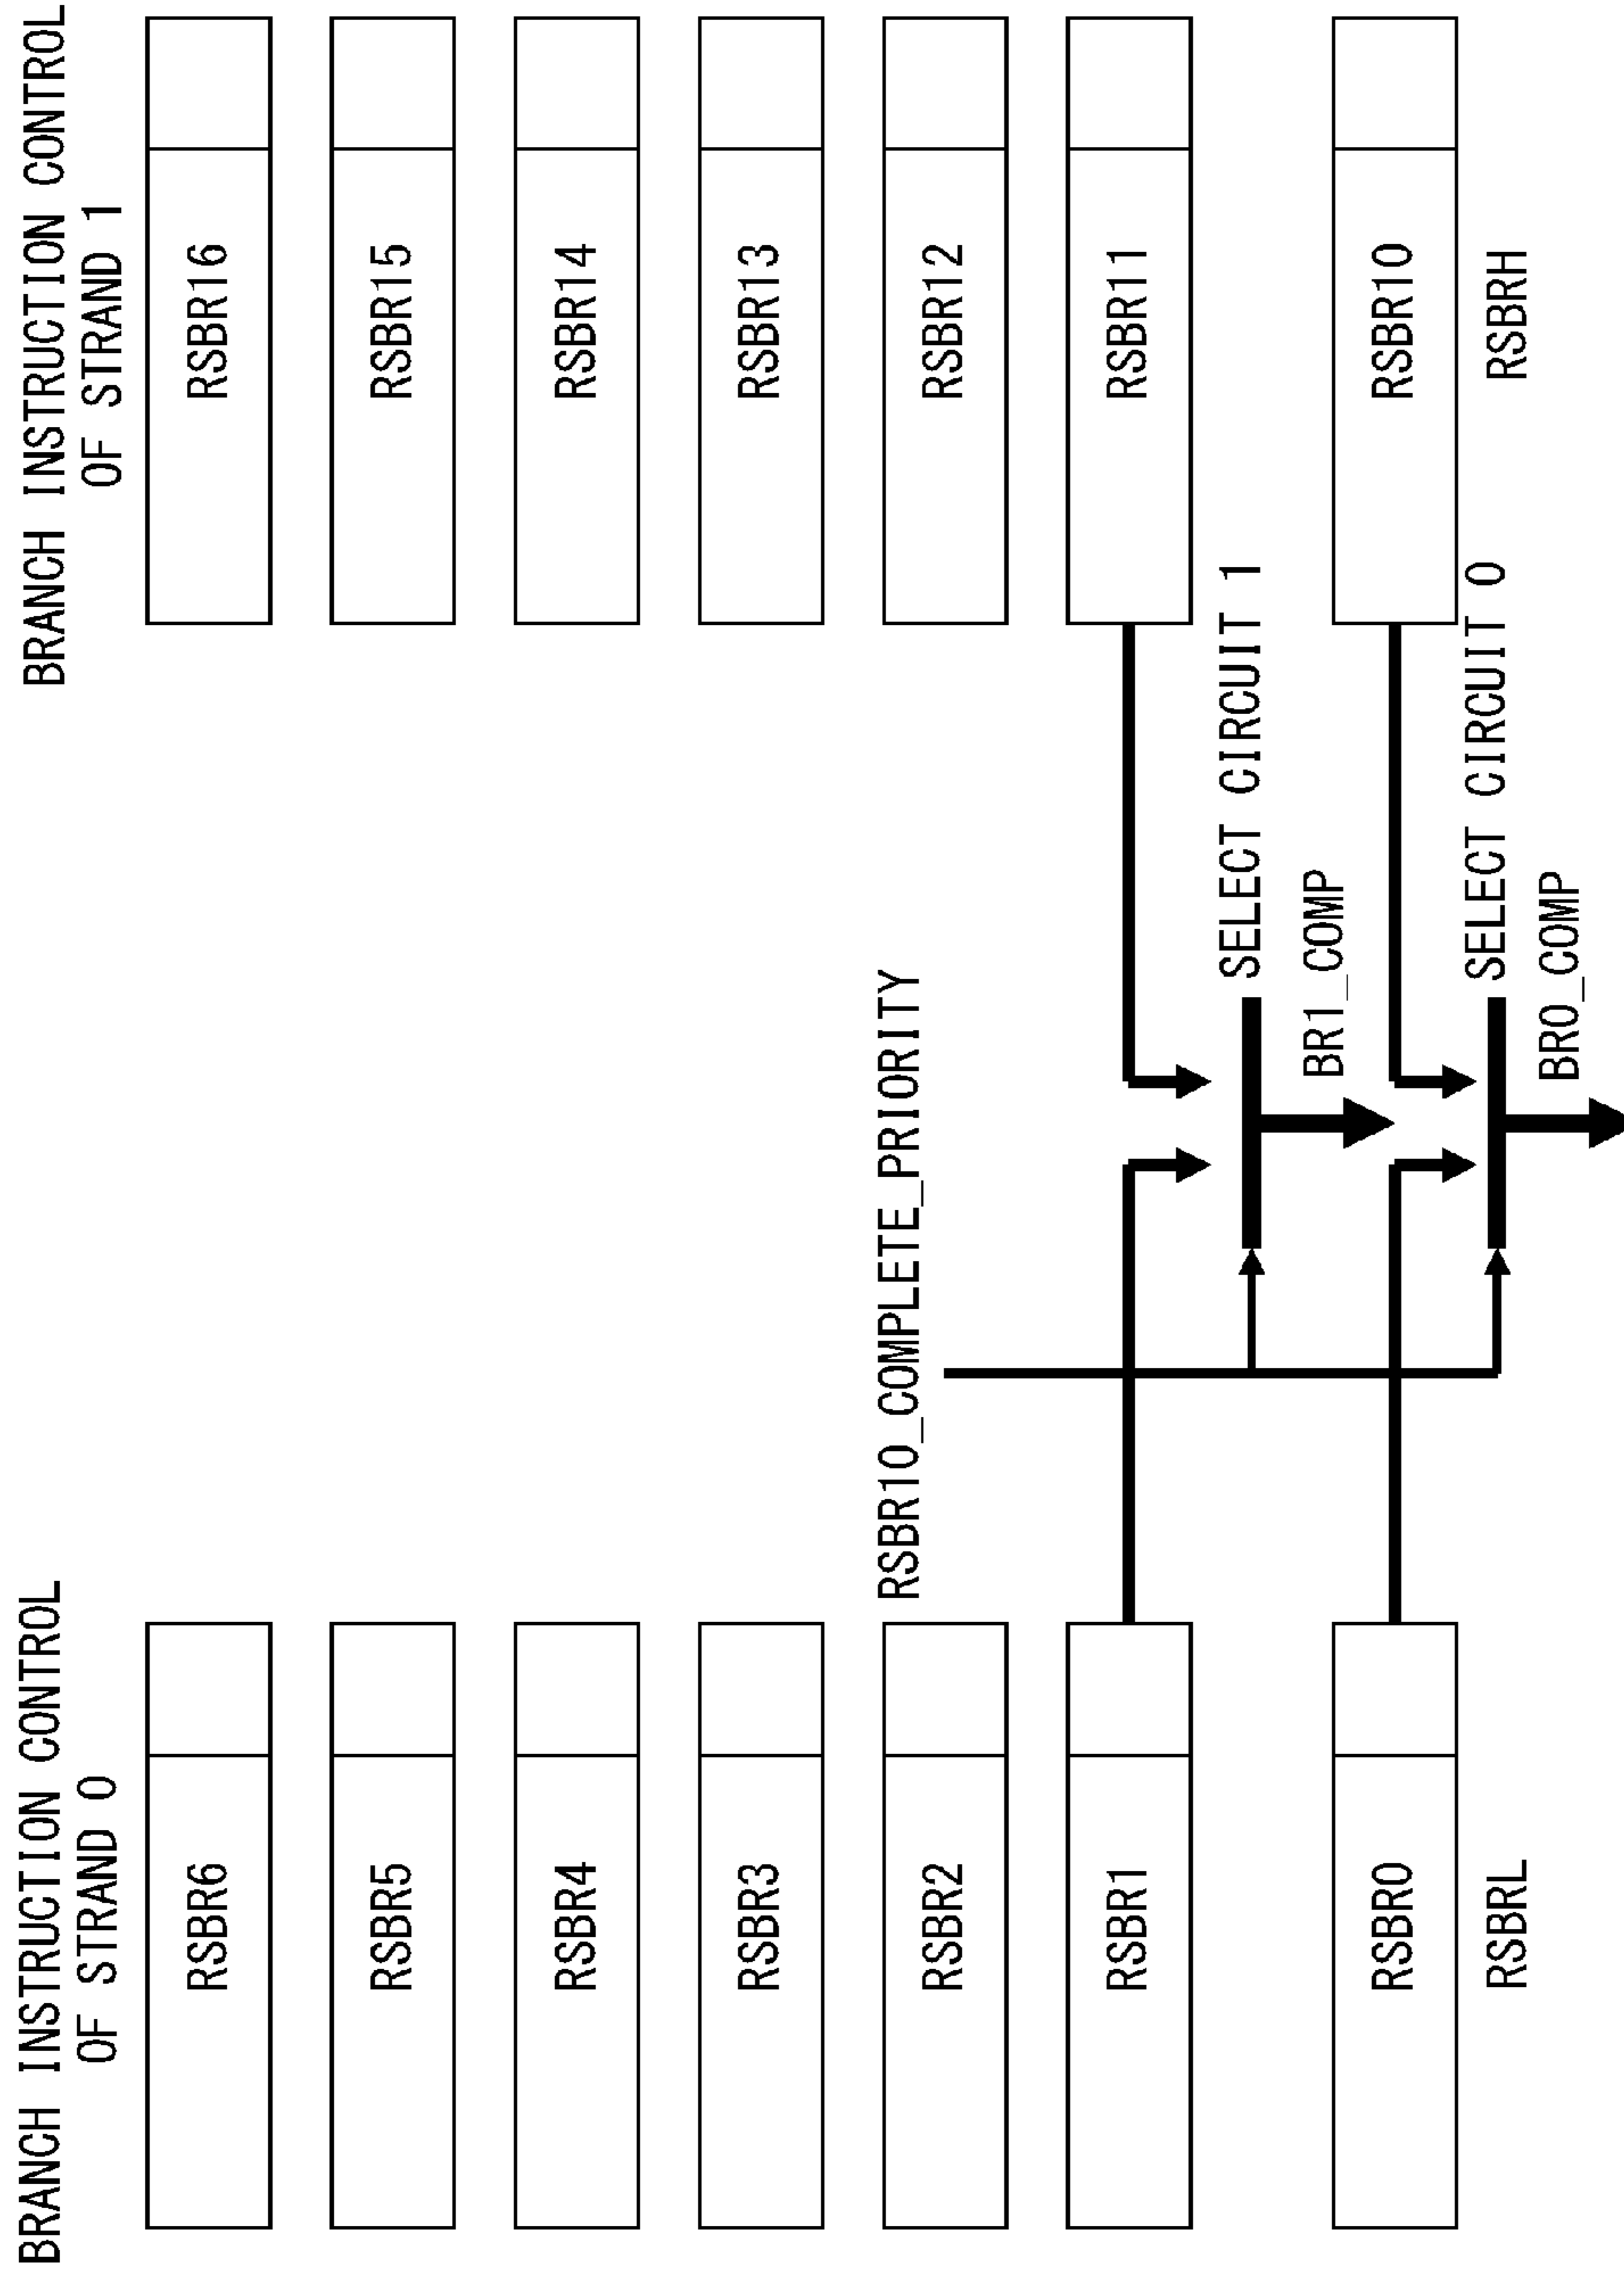 BRANCH INSTRUCTION CONTROL
OF STRAND 0
BRANCH INSTRUCTION CONTROL
OF STRAND 1
RSBR6
RSBR16
RSBR5
RSBR15
RSBR4
RSBR14
RSBR3
RSBR13
RSBR2
RSBR10_COMPLETE_PRIORITY
RSBR12
RSBR1
RSBR11
SELECT CIRCUIT 1
BR1_COMP
RSBR0
RSBR10
SELECT CIRCUIT 0
RSBRL
RSBRH
BR0_COMP